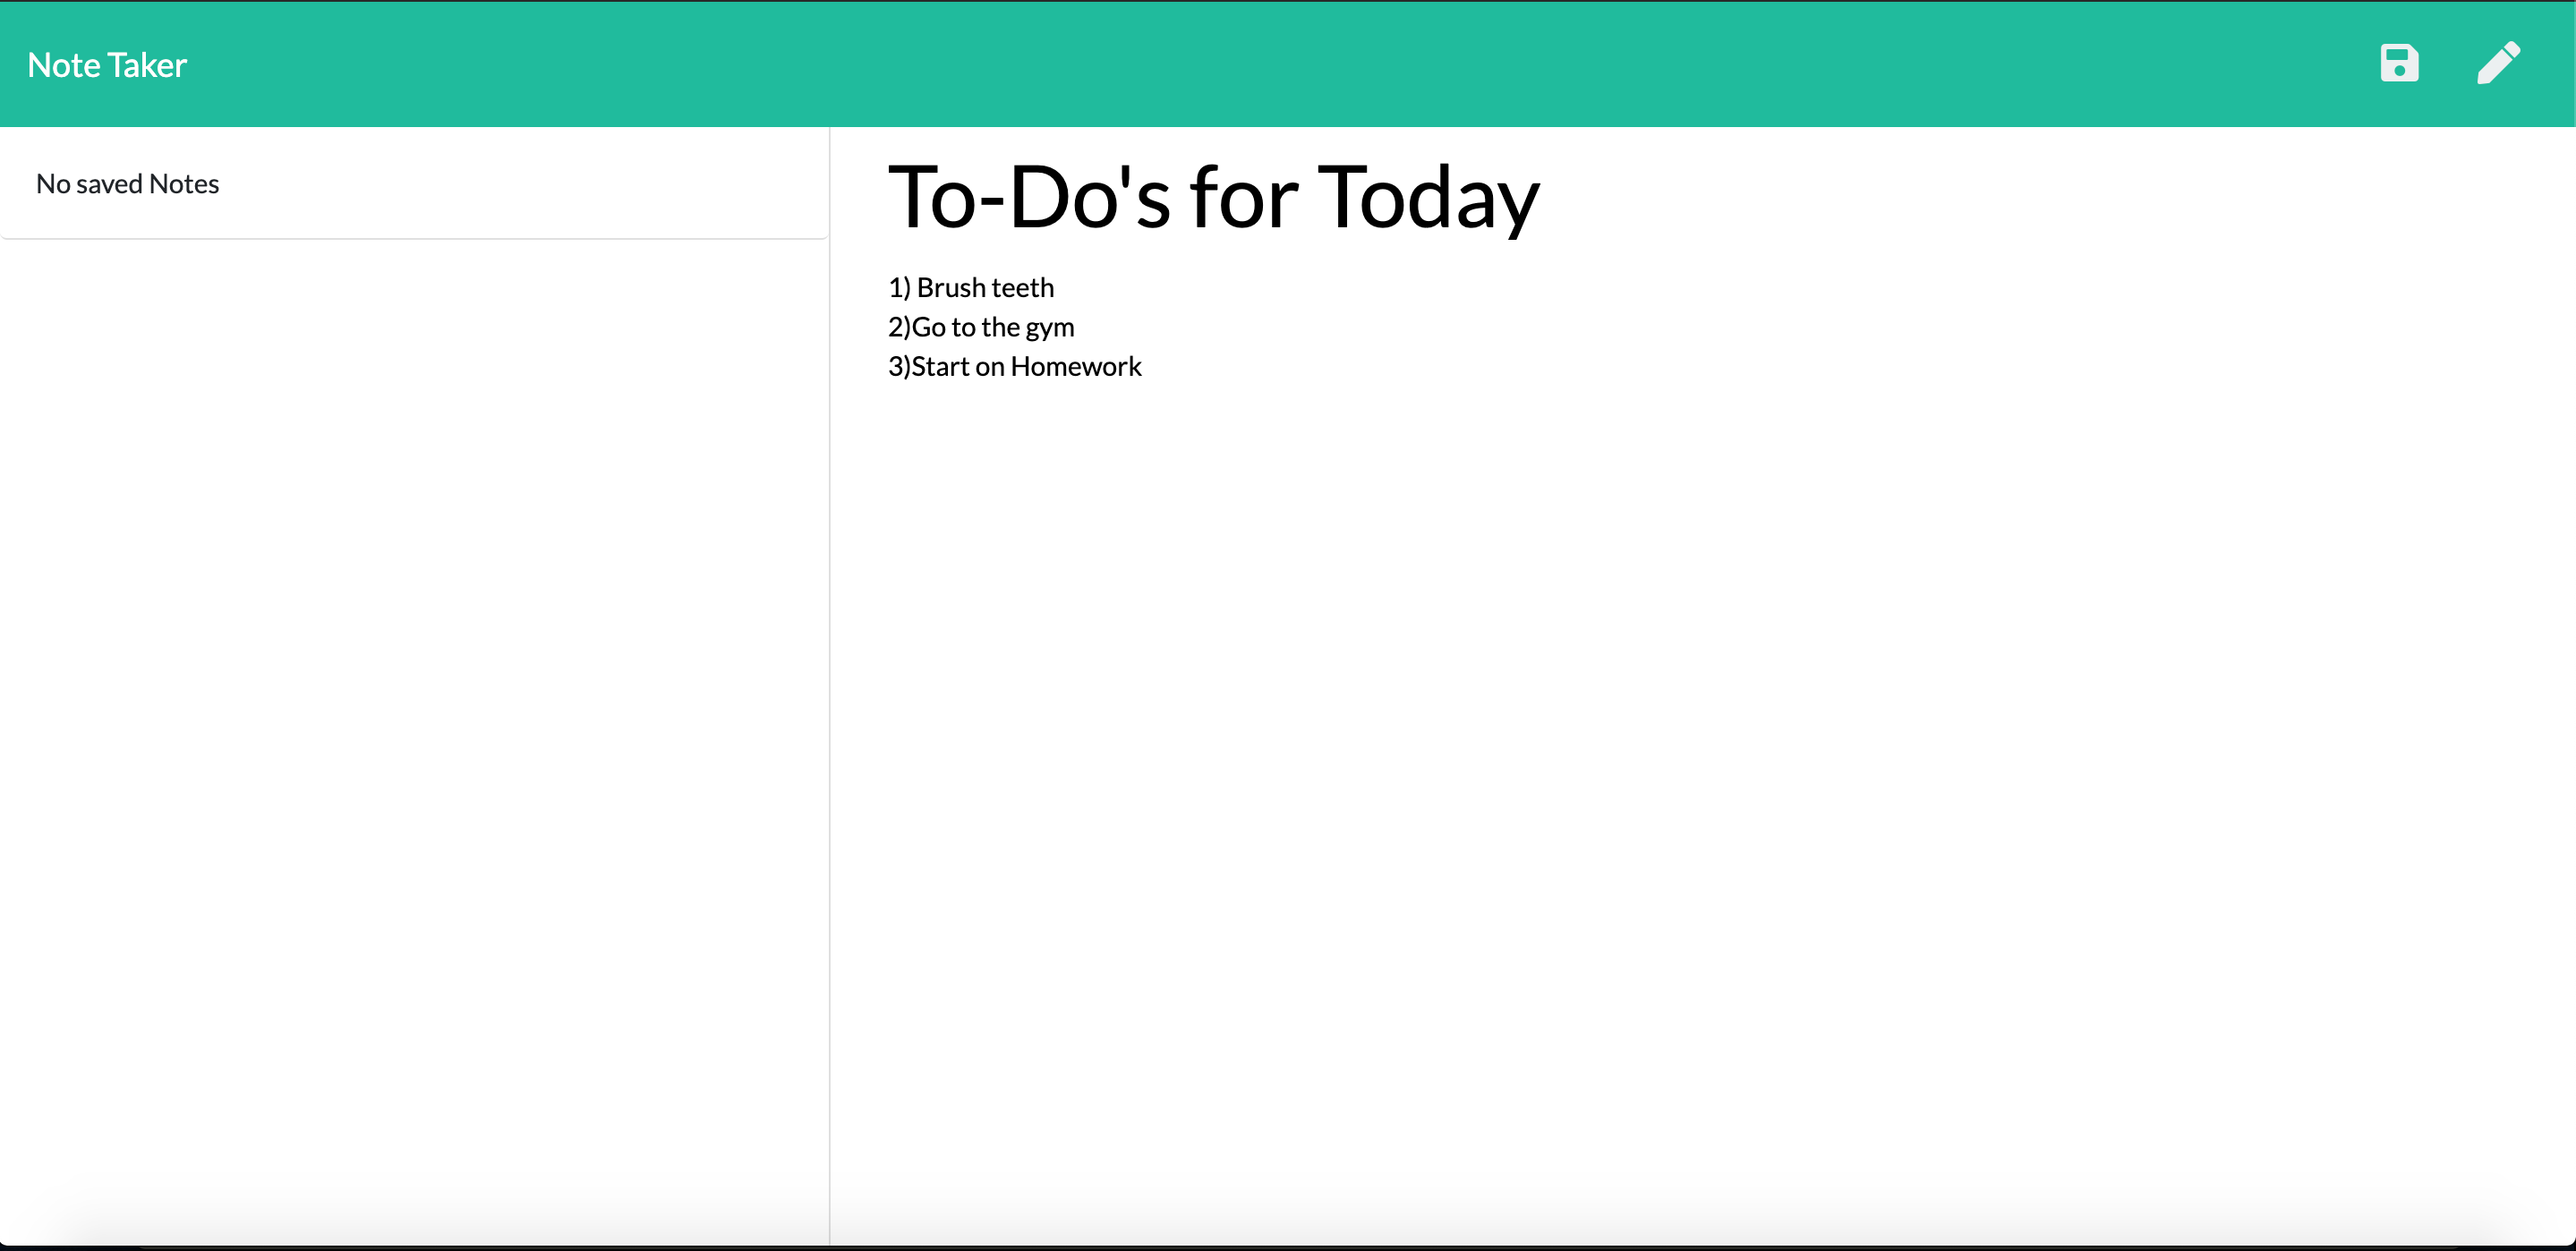 Note Taker
No saved Notes
To-Do's for Today
1) Brush teeth
2)Go to the gym
3)Start on Homework